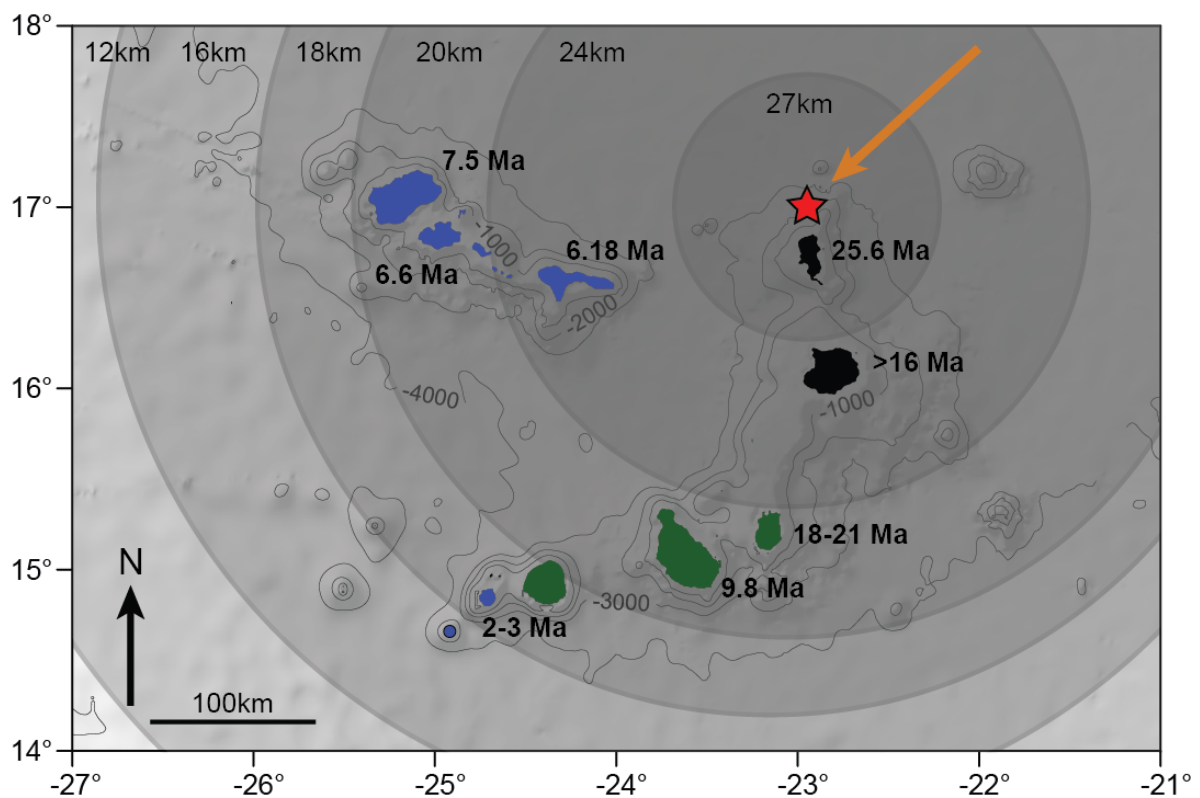 18°
12km 16km 18km 20km 24km
27km
7.5 Ma
17°
-1000
6.18 Ma
25.6 Ma
6.6 Ma
-2000
>16 Ma
16°
-4000
-1000
18-21 Ma
15°
N
9.8 Ma
-3000
2-3 Ma
100km
14°
-27° -26° -25° -24° -23° -22° -21°